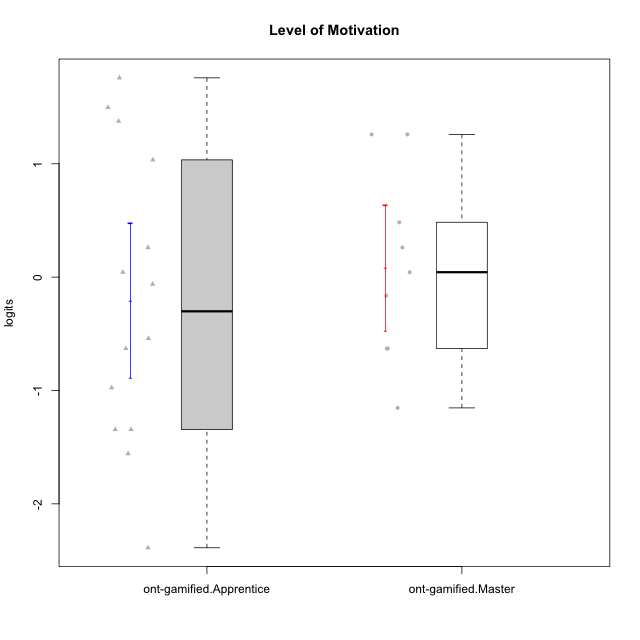 Level of Motivation
logits
1
0
-1
-2
ont-gamified.Apprentice
ont-gamified.Master